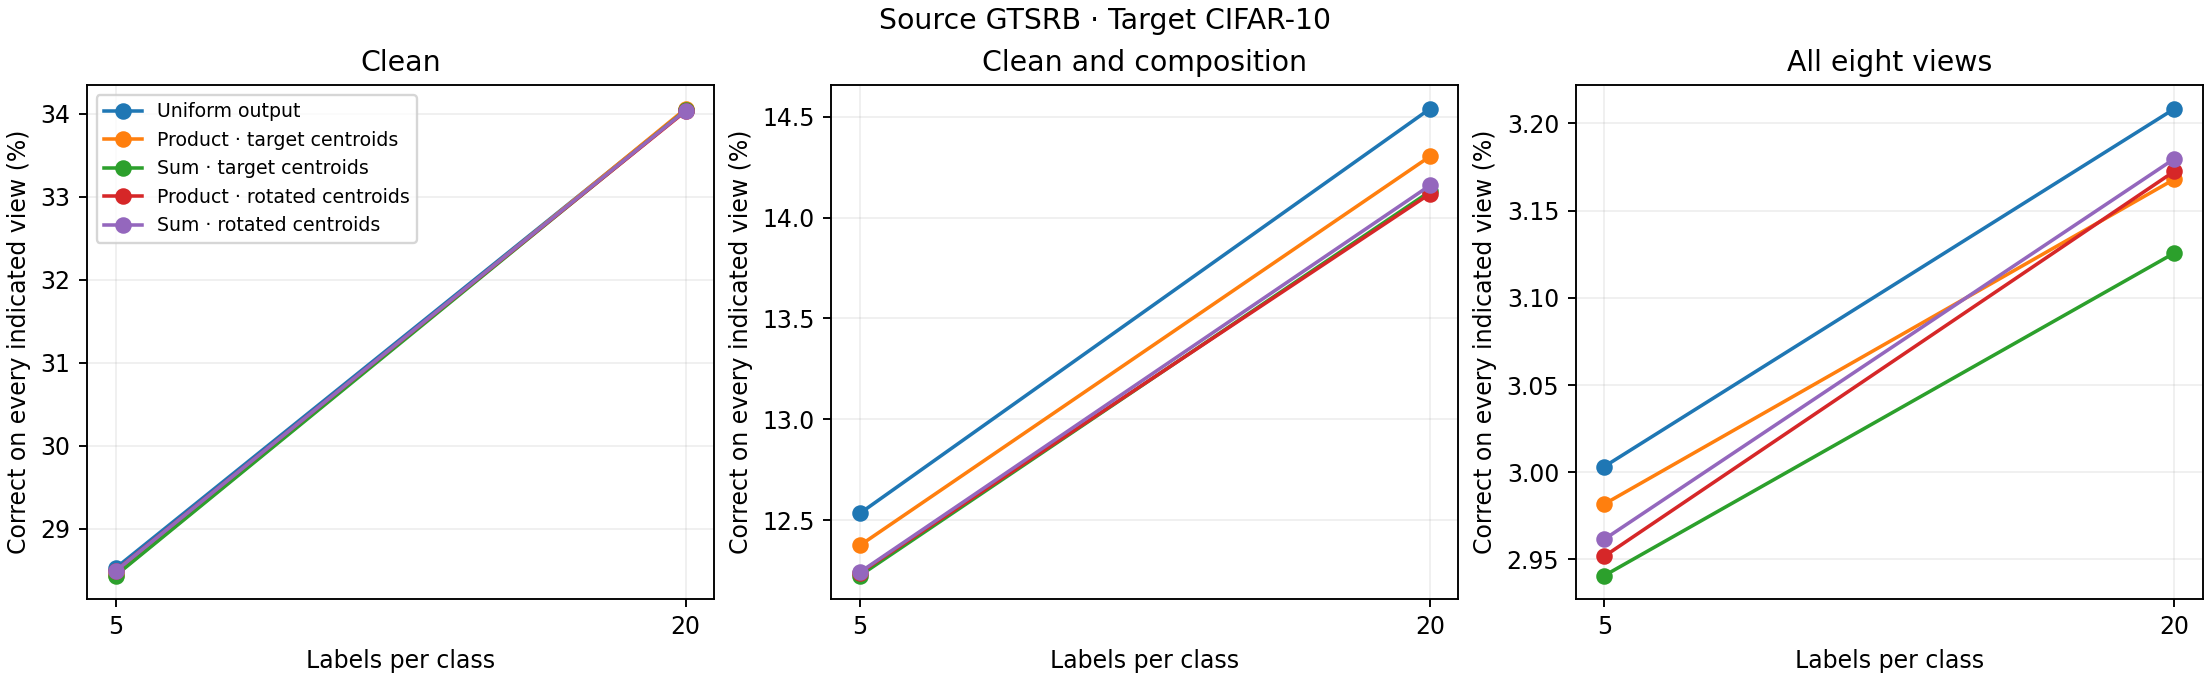 Source GTSRB · Target CIFAR-10
Clean
Correct on every indicated view (%)
34
33
32
31
30
29
Uniform output
Product · target centroids
Sum · target centroids
Product · rotated centroids
Sum · rotated centroids
5
20
Labels per class
Clean and composition
Correct on every indicated view (%)
14.5
14.0
13.5
13.0
12.5
5
20
Labels per class
All eight views
Correct on every indicated view (%)
3.20
3.15
3.10
3.05
3.00
2.95
5
20
Labels per class